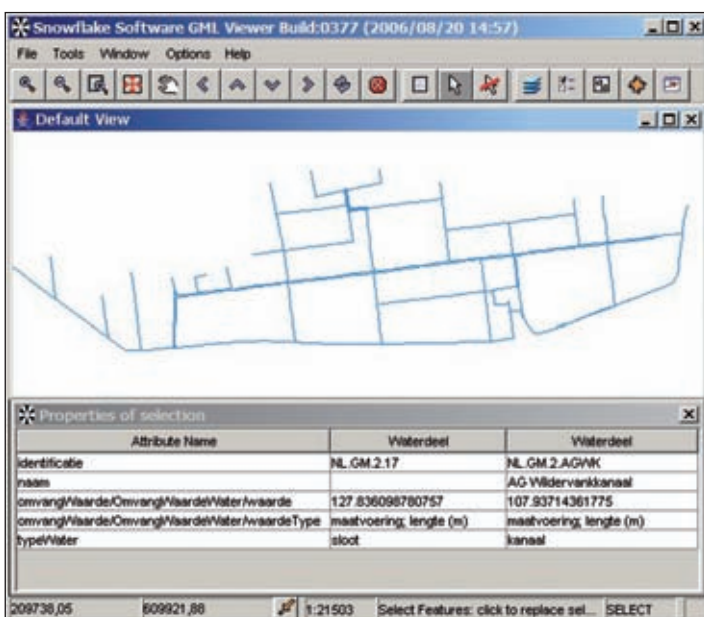 Snowflake Software GML Viewer Build:0377 (2006/08/20 14:57)
File Tools Window Options Help
Default View
Properties of selection
Attribute Name Waterdeel Waterdeel
identificatie NL.GM.2.17 NL.GM.2.AGWK
naam AG Wildervankkanaal
omvangWaarde/OmvangWaardeWater/waarde 127.836098780757 107.93714361775
omvangWaarde/OmvangWaardeWater/waardeType maatvoering; lengte (m) maatvoering; lengte (m)
typeWater sloot kanaal
209738,05 609921,88 1:21503 Select Features: click to replace sel... SELECT